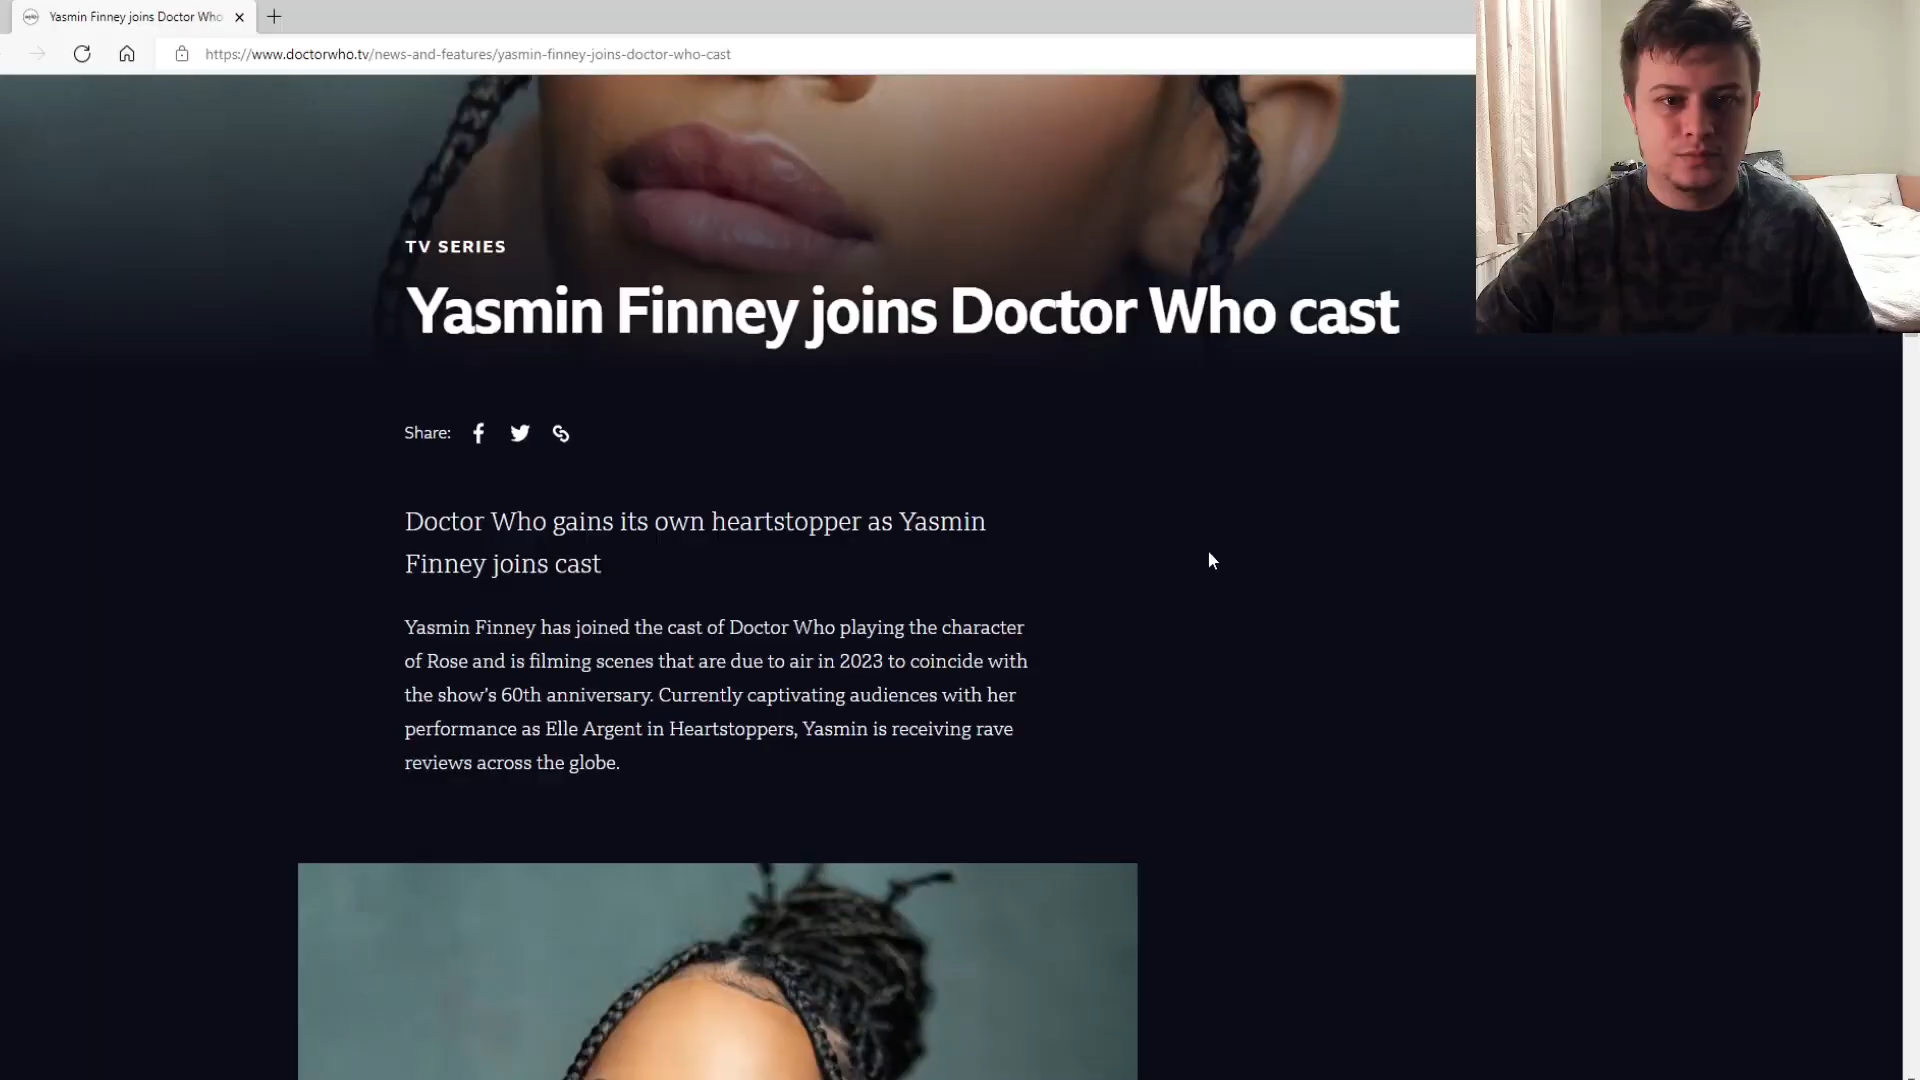 Yasmin Finney joins Doctor Who
https://www.doctorwho.tv/news-and-features/yasmin-finney-joins-doctor-who-cast
TV SERIES
Yasmin Finney joins Doctor Who cast
Share:
Doctor Who gains its own heartstopper as Yasmin
Finney joins cast
Yasmin Finney has joined the cast of Doctor Who playing the character
of Rose and is filming scenes that are due to air in 2023 to coincide with
the show's 60th anniversary. Currently captivating audiences with her
performance as Elle Argent in Heartstoppers, Yasmin is receiving rave
reviews across the globe.